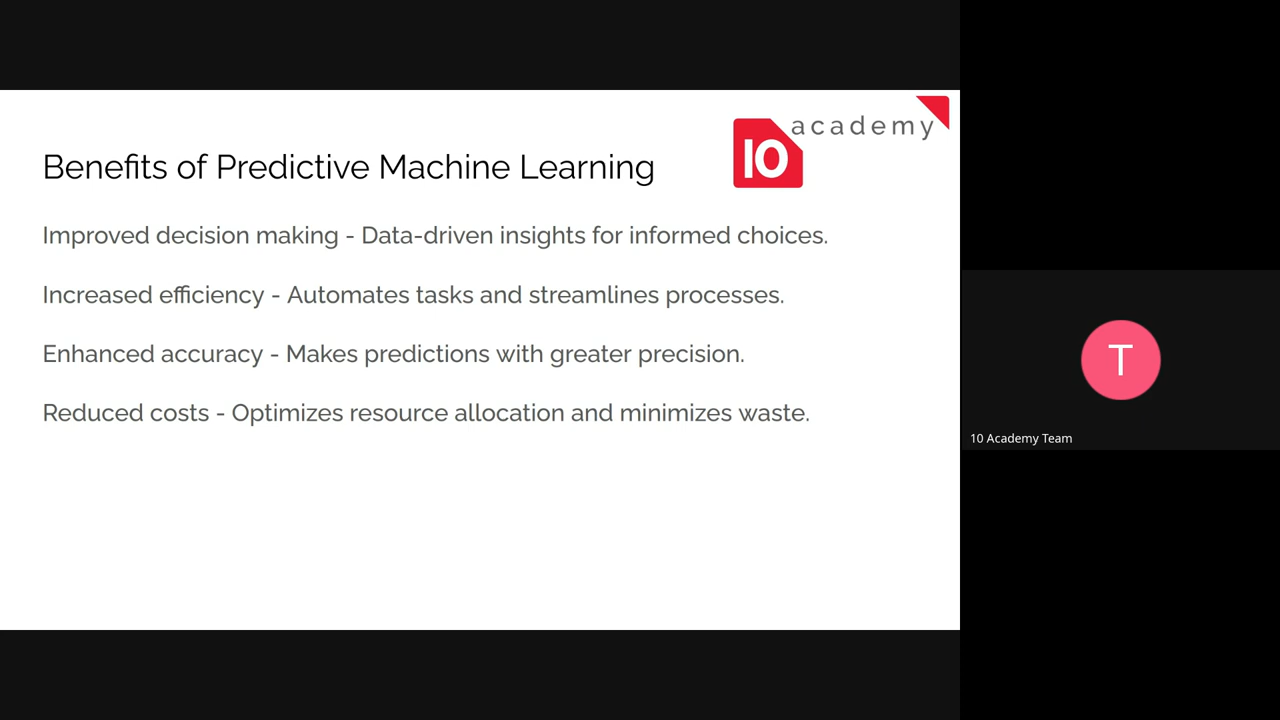 10 academy
Benefits of Predictive Machine Learning
Improved decision making - Data-driven insights for informed choices.
Increased efficiency - Automates tasks and streamlines processes.
Enhanced accuracy - Makes predictions with greater precision.
Reduced costs - Optimizes resource allocation and minimizes waste.
T
10 Academy Team